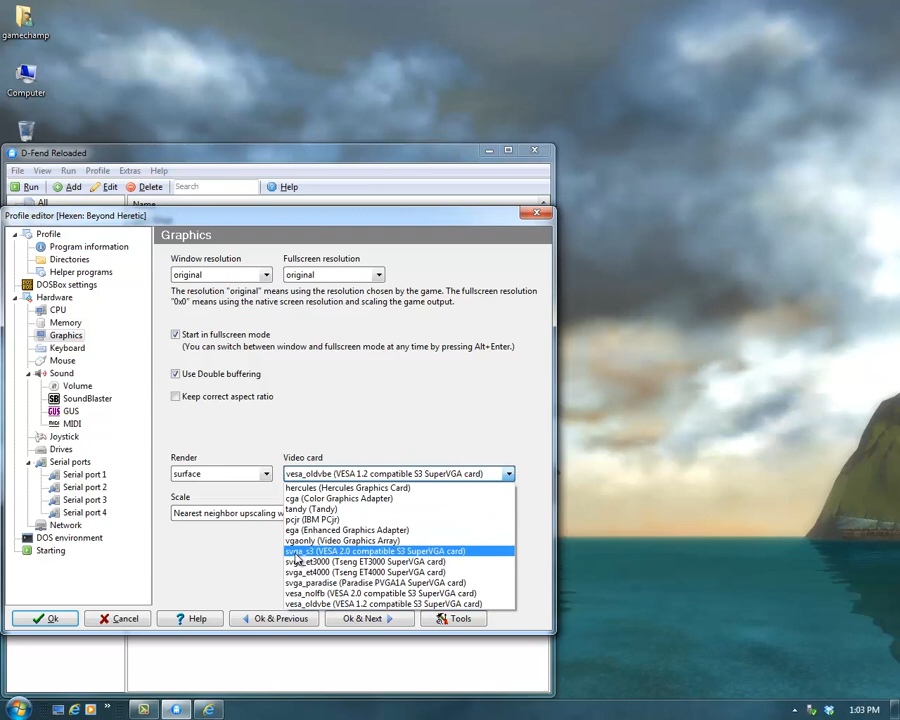 gamechamp
Computer
D-Fend Reloaded
File View Run Profile Extras Help
Run Add Edit Delete Search Help
All Name
Profile editor [Hexen: Beyond Heretic]
Profile
Program information
Directories
Helper programs
DOSBox settings
Hardware
CPU
Memory
Graphics
Keyboard
Mouse
Sound
Volume
SB SoundBlaster
GUS GUS
MIDI MIDI
Joystick
Drives
Serial ports
Serial port 1
Serial port 2
Serial port 3
Serial port 4
Network
DOS environment
Starting
Graphics
Window resolution Fullscreen resolution
original original
The resolution "original" means using the resolution chosen by the game. The fullscreen resolution
"0x0" means using the native screen resolution and scaling the game output.
Start in fullscreen mode
(You can switch between window and fullscreen mode at any time by pressing Alt+Enter.)
Use Double buffering
Keep correct aspect ratio
Render Video card
surface vesa_oldvbe (VESA 1.2 compatible S3 SuperVGA card)
Scale
Nearest neighbor upscaling w
hercules (Hercules Graphics Card)
cga (Color Graphics Adapter)
tandy (Tandy)
pcjr (IBM PCjr)
ega (Enhanced Graphics Adapter)
vgaonly (Video Graphics Array)
svga_s3 (VESA 2.0 compatible S3 SuperVGA card)
svga_et3000 (Tseng ET3000 SuperVGA card)
svga_et4000 (Tseng ET4000 SuperVGA card)
svga_paradise (Paradise PVGA1A SuperVGA card)
vesa_nolfb (VESA 2.0 compatible S3 SuperVGA card)
vesa_oldvbe (VESA 1.2 compatible S3 SuperVGA card)
Ok Cancel Help Ok & Previous Ok & Next Tools
1:03 PM